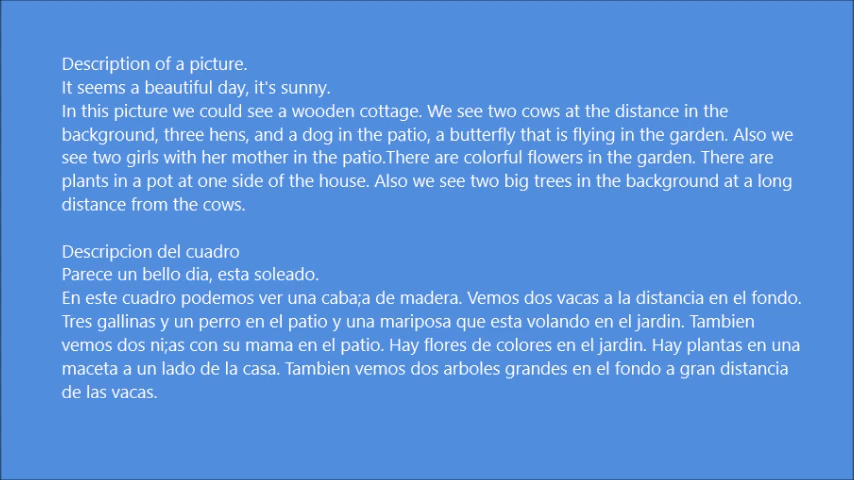 Description of a picture.
It seems a beautiful day, it's sunny.
In this picture we could see a wooden cottage. We see two cows at the distance in the
background, three hens, and a dog in the patio, a butterfly that is flying in the garden. Also we
see two girls with her mother in the patio.There are colorful flowers in the garden. There are
plants in a pot at one side of the house. Also we see two big trees in the background at a long
distance from the cows.

Descripcion del cuadro
Parece un bello dia, esta soleado.
En este cuadro podemos ver una caba;a de madera. Vemos dos vacas a la distancia en el fondo.
Tres gallinas y un perro en el patio y una mariposa que esta volando en el jardin. Tambien
vemos dos ni;as con su mama en el patio. Hay flores de colores en el jardin. Hay plantas en una
maceta a un lado de la casa. Tambien vemos dos arboles grandes en el fondo a gran distancia
de las vacas.